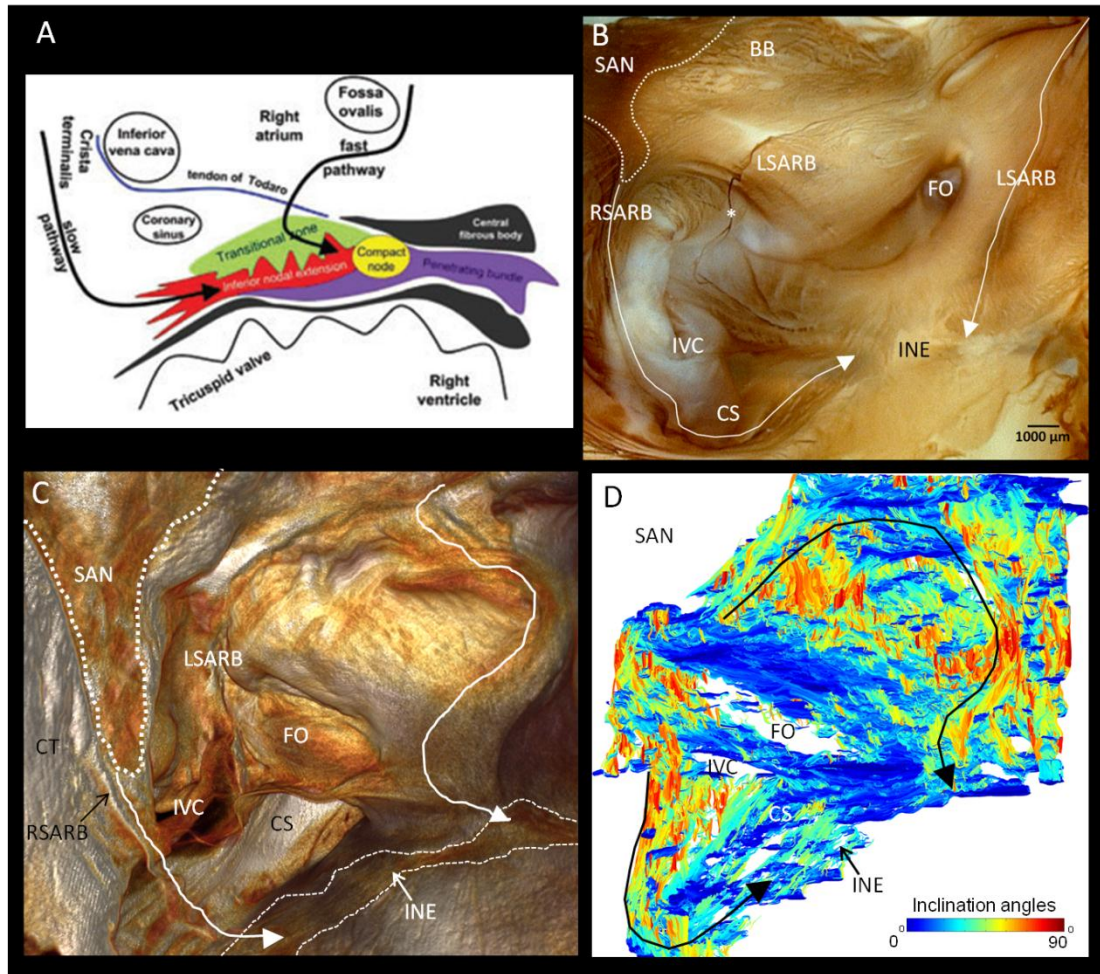 A
Fossa
ovalis
Right
atrium
fast
pathway
Crista
terminalis
slow
pathway
Inferior
vena cava
tendon of Todaro
Coronary
sinus
Transitional zone
Inferior nodal extension
Compact
node
Central
fibrous body
Penetrating bundle
Tricuspid valve
Right
ventricle
B
SAN
BB
LSARB
RSARB
*
FO
LSARB
IVC
INE
CS
1000 µm
C
SAN
LSARB
CT
FO
IVC
CS
RSARB
INE
D
SAN
FO
IVC
CS
INE
Inclination angles
0 90 o